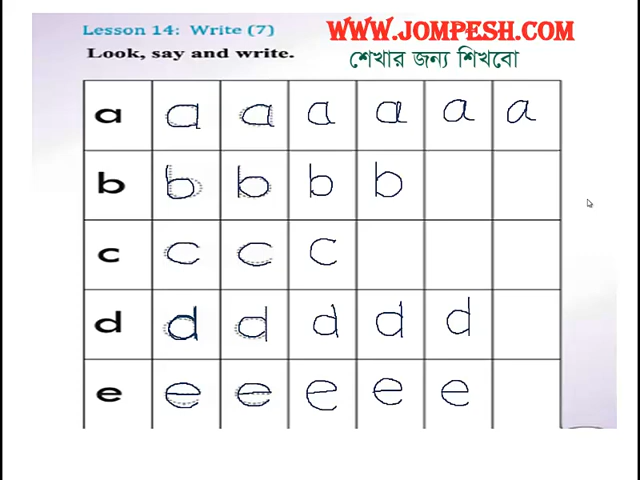 Lesson 14: Write (7)
WWW.JOMPESH.COM
Look, say and write.
শেখার জন্য শিখবো
a a a a a a a
b b b b b
c c c c
d d d d d d
e e e e e e